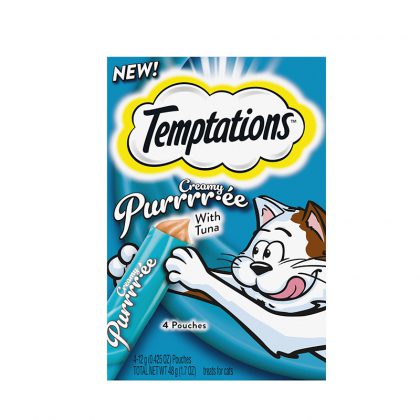 NEW!
Temptations™
Creamy
Purrrr·ée
With
Tuna
Creamy
Purrrr·ée
4 Pouches
4-12 g (0.425 OZ) Pouches
TOTAL NET WT 48 g (1.7 OZ) treats for cats